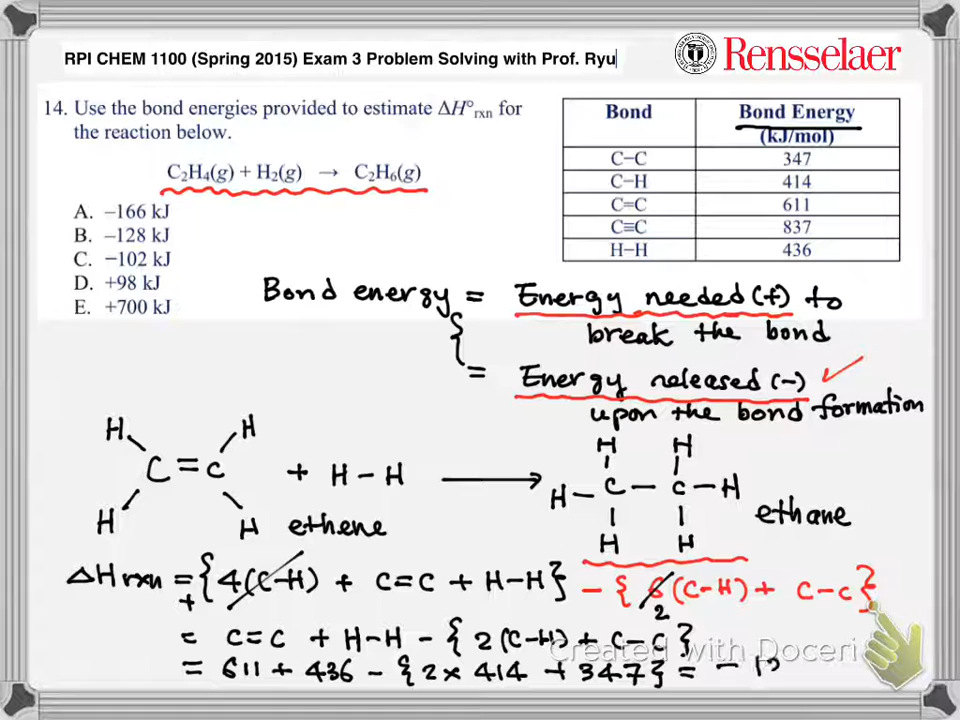 RPI CHEM 1100 (Spring 2015) Exam 3 Problem Solving with Prof. Ryu
Rensselaer
14. Use the bond energies provided to estimate ΔH°rxn for
the reaction below.
C₂H₄(g) + H₂(g) → C₂H₆(g)
A. –166 kJ
B. –128 kJ
C. –102 kJ
D. +98 kJ
E. +700 kJ
Bond Bond Energy
(kJ/mol)
C−C 347
C−H 414
C=C 611
C≡C 837
H−H 436
Bond energy = Energy needed (+) to
break the bond
= Energy released (-)
upon the bond formation
H H H H
C = C + H - H → H - C - C - H
H H ethene H H ethane
ΔHrxn = + {4(C-H) + C=C + H-H} - {6(C-H) + C-C}
2
= C=C + H-H - {2(C-H) + C-C}
= 611 + 436 - {2 x 414 + 347} = - 12
Created with Doceri